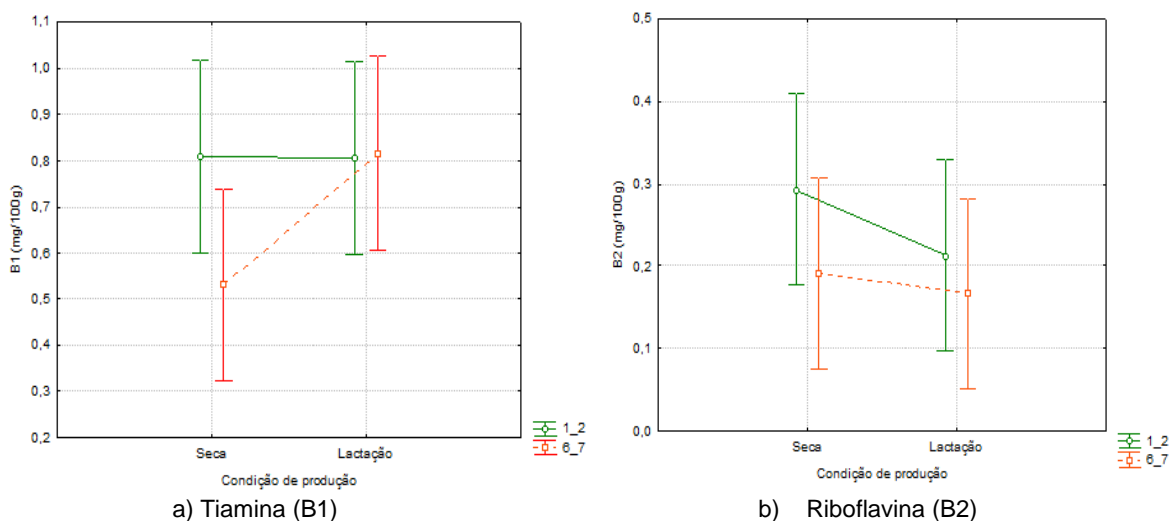 1,1
1,0
0,9
0,8
0,7
0,6
0,5
0,4
0,3
0,2
B1 (mg/100g)
Seca
Lactação
Condição de produção
1_2
6_7
a) Tiamina (B1)
0,5
0,4
0,3
0,2
0,1
0,0
B2 (mg/100g)
Seca
Lactação
Condição de produção
1_2
6_7
b) Riboflavina (B2)